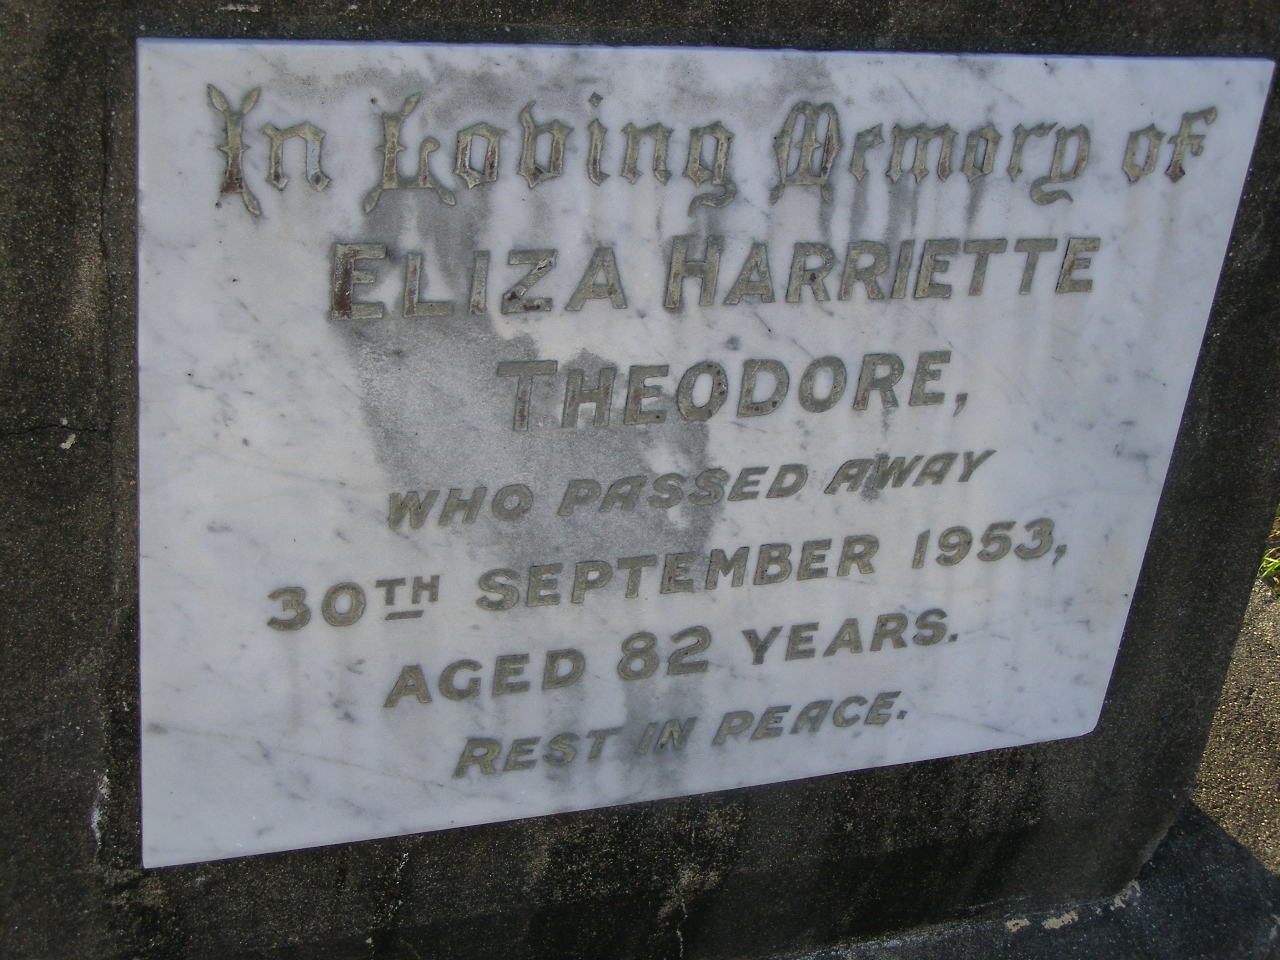 In Loving Memory of
ELIZA HARRIETTE
THEODORE,
WHO PASSED AWAY
30TH SEPTEMBER 1953,
AGED 82 YEARS.
REST IN PEACE.